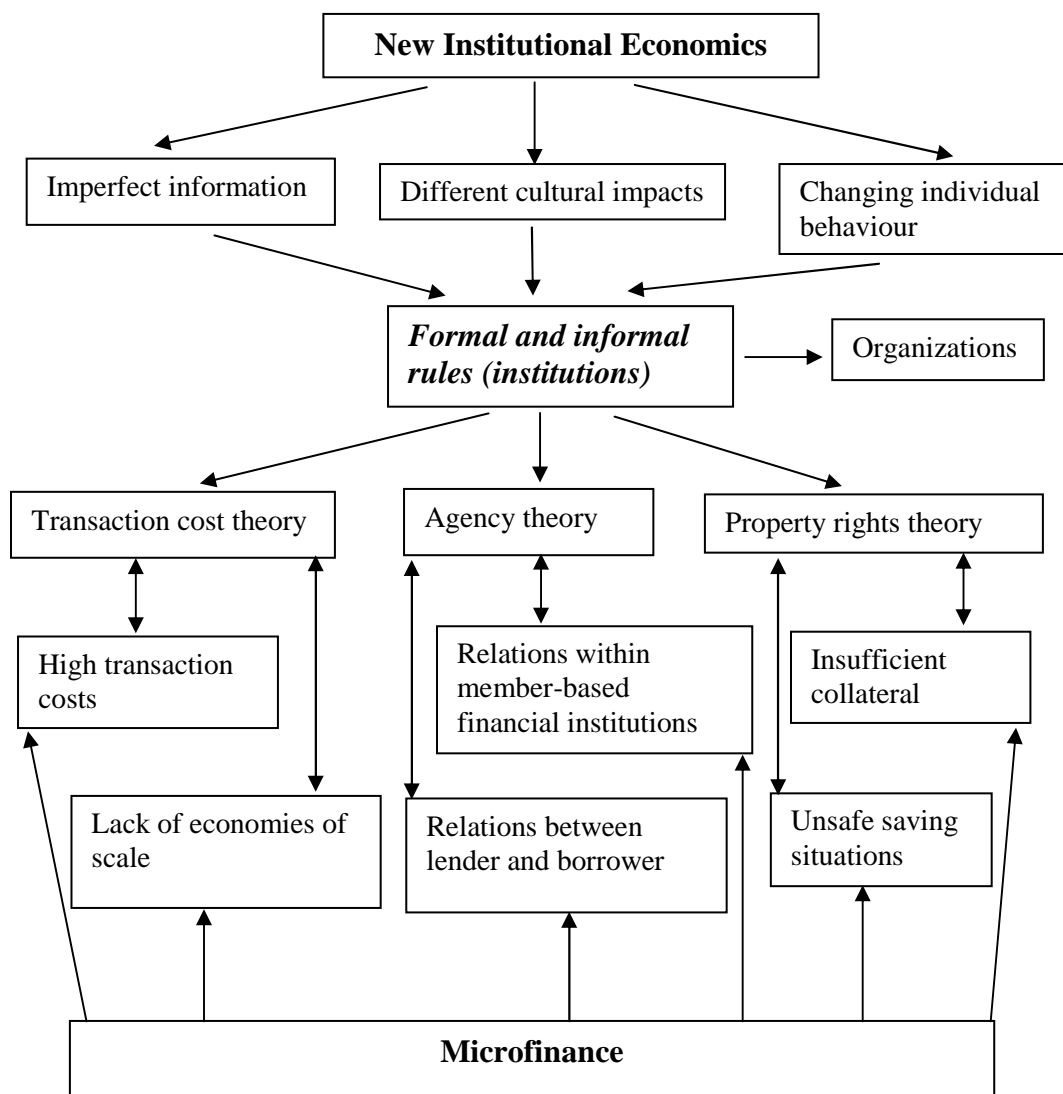 New Institutional Economics
Imperfect information
Different cultural impacts
Changing individual
behaviour
Formal and informal
rules (institutions)
Organizations
Transaction cost theory
Agency theory
Property rights theory
High transaction
costs
Relations within
member-based
financial institutions
Insufficient
collateral
Lack of economies of
scale
Relations between
lender and borrower
Unsafe saving
situations
Microfinance